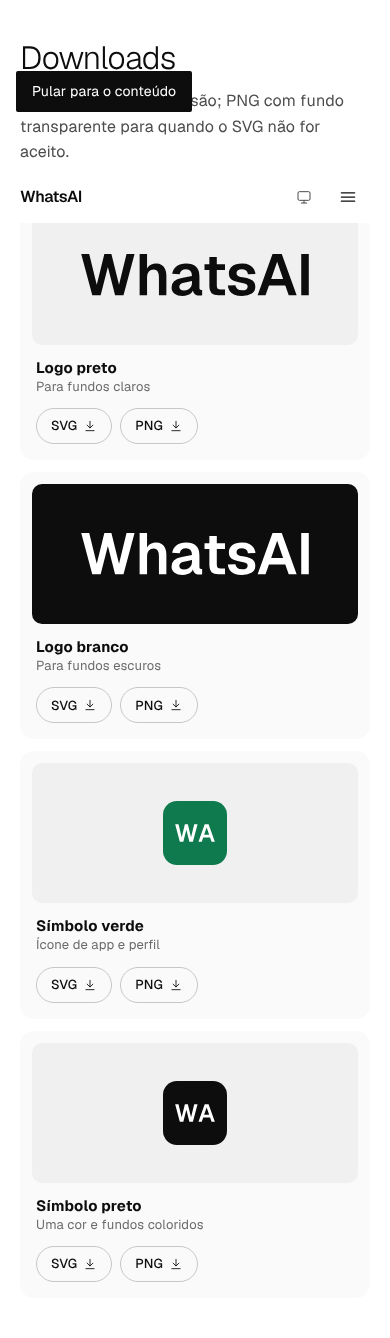 Downloads
Pular para o conteúdo
são; PNG com fundo
transparente para quando o SVG não for
aceito.
WhatsAI
WhatsAI
Logo preto
Para fundos claros
SVG
PNG
WhatsAI
Logo branco
Para fundos escuros
SVG
PNG
WA
Símbolo verde
Ícone de app e perfil
SVG
PNG
WA
Símbolo preto
Uma cor e fundos coloridos
SVG
PNG